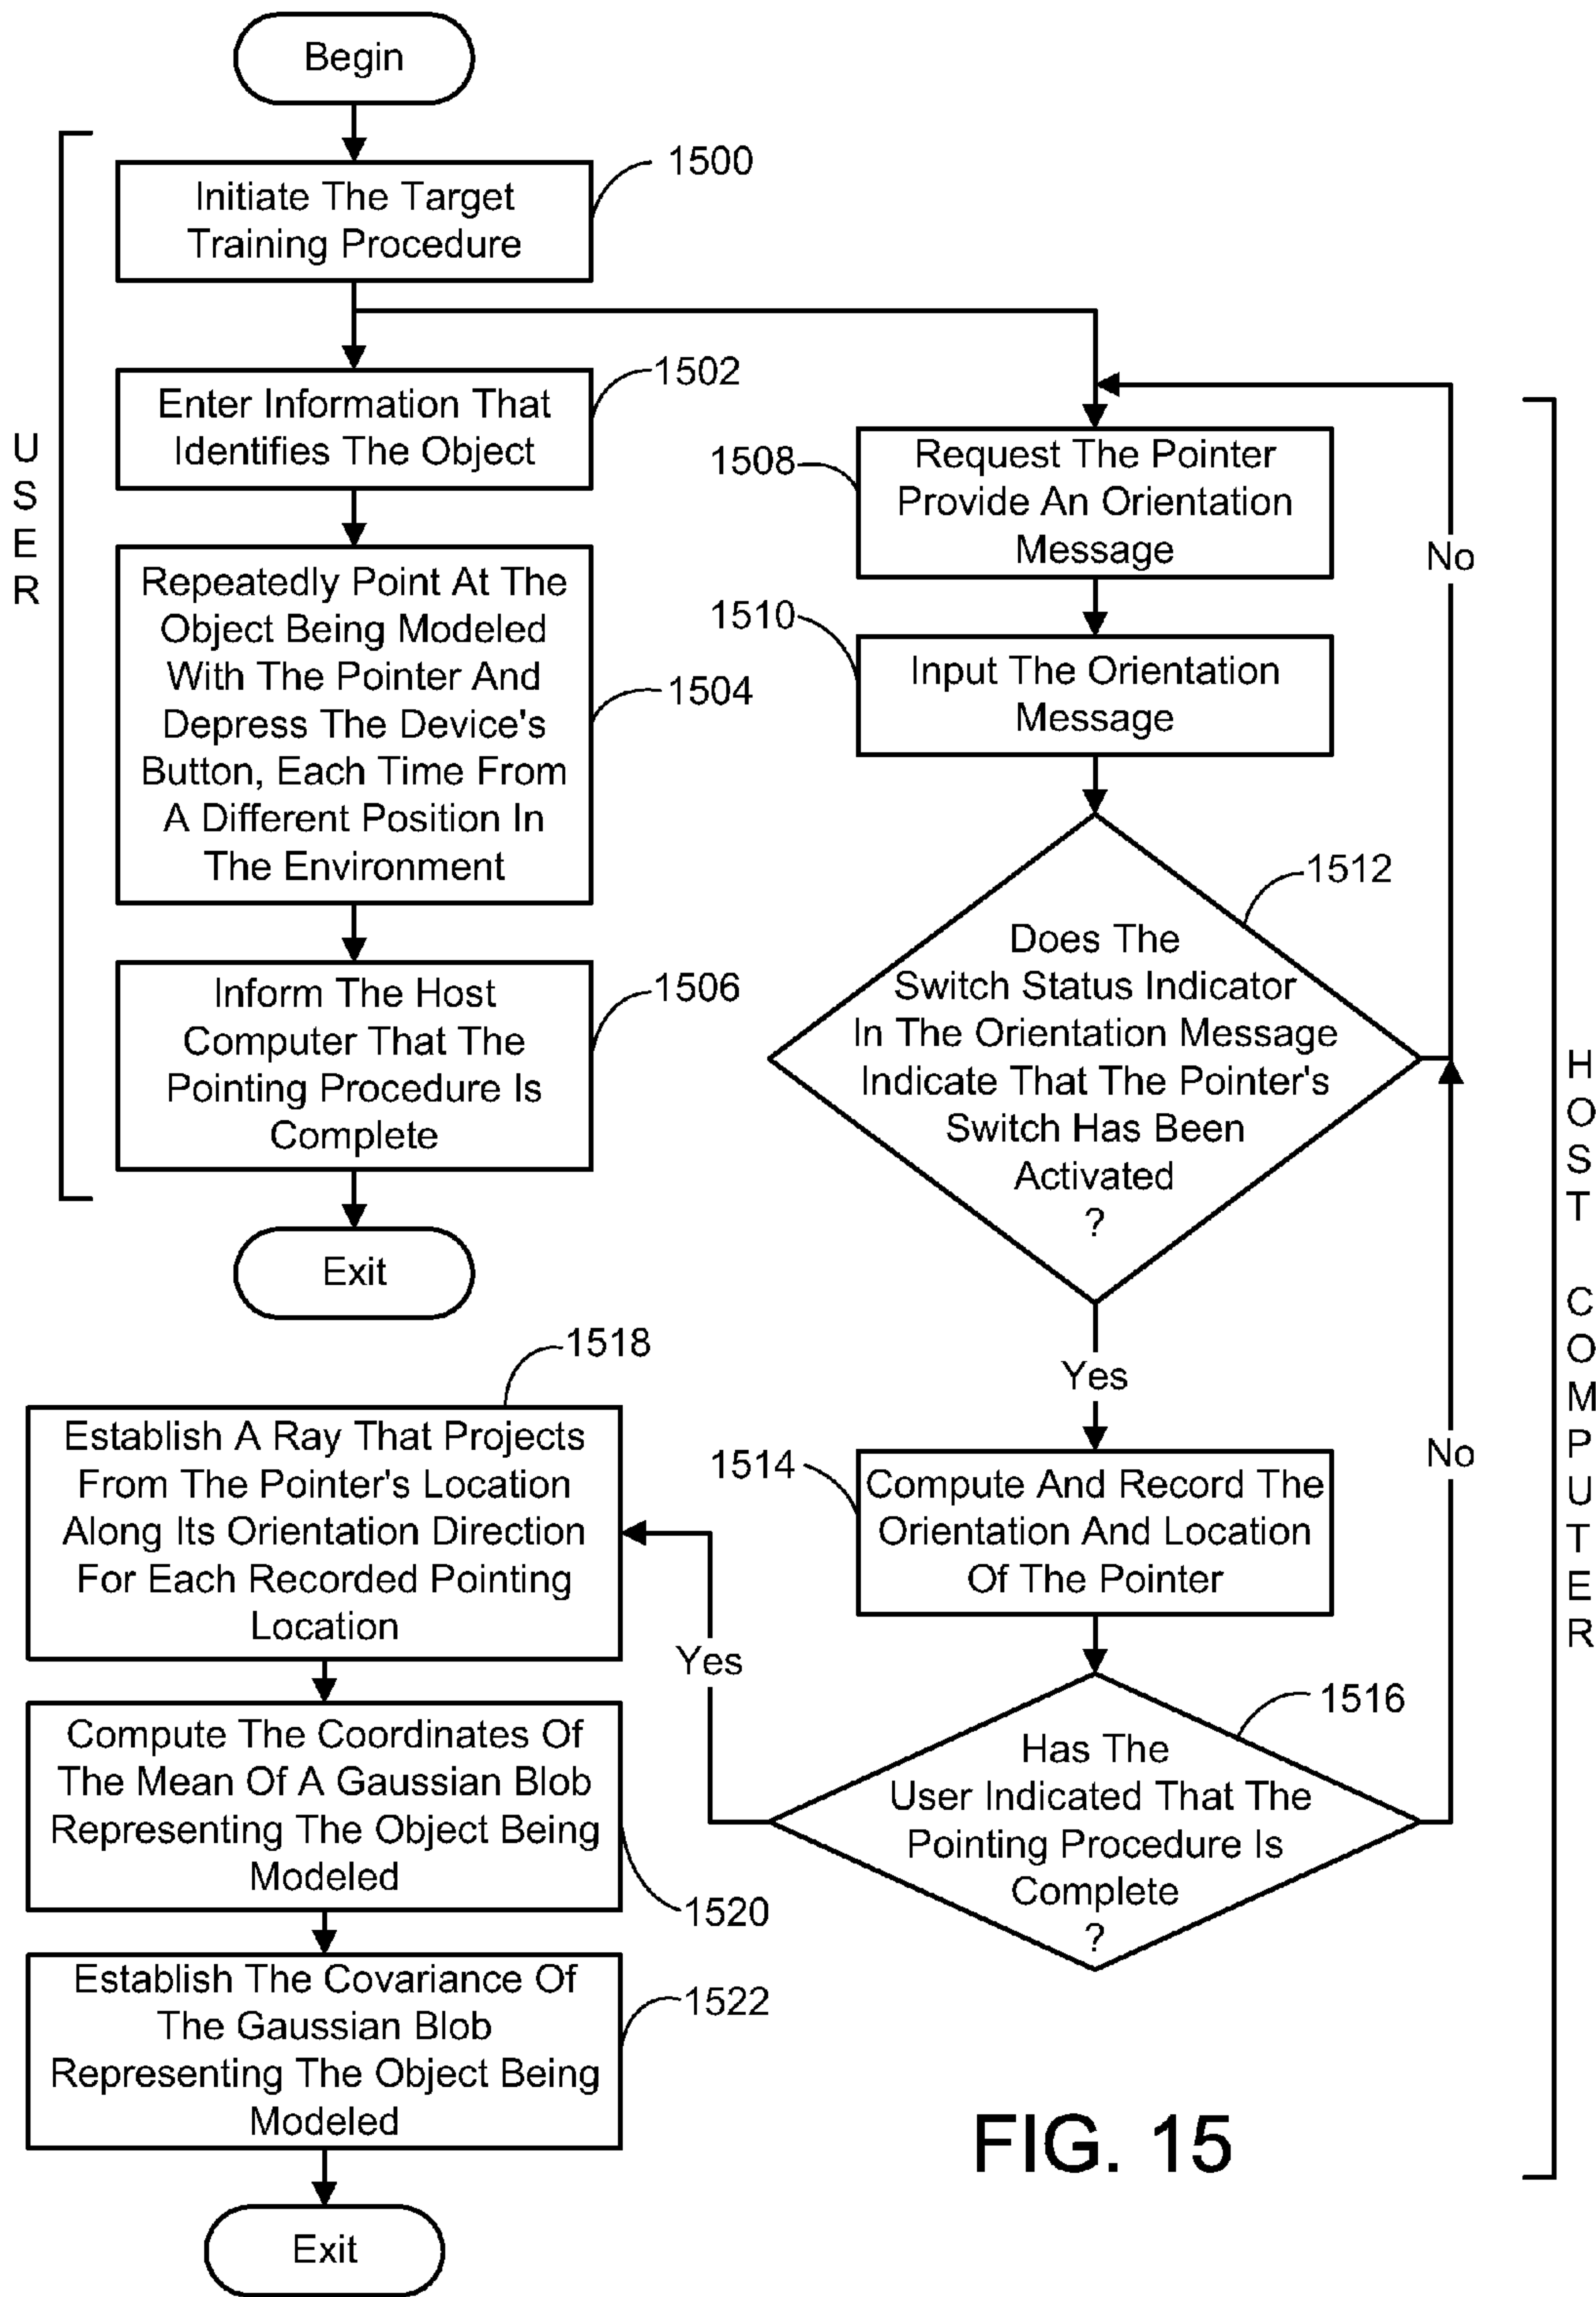 Begin
1500
Initiate The Target
Training Procedure
1502
Enter Information That
Identifies The Object
USER
Repeatedly Point At The
Object Being Modeled
With The Pointer And
Depress The Device's
Button, Each Time From
A Different Position In
The Environment
1504
Inform The Host
Computer That The
Pointing Procedure Is
Complete
1506
Exit
1508
Request The Pointer
Provide An Orientation
Message
No
1510
Input The Orientation
Message
1512
Does The
Switch Status Indicator
In The Orientation Message
Indicate That The Pointer's
Switch Has Been
Activated
?
HOST COMPUTER
Yes
1514
Compute And Record The
Orientation And Location
Of The Pointer
No
1516
Has The
User Indicated That The
Pointing Procedure Is
Complete
?
Yes
1518
Establish A Ray That Projects
From The Pointer's Location
Along Its Orientation Direction
For Each Recorded Pointing
Location
Compute The Coordinates Of
The Mean Of A Gaussian Blob
Representing The Object Being
Modeled
1520
Establish The Covariance Of
The Gaussian Blob
Representing The Object Being
Modeled
1522
Exit
FIG. 15